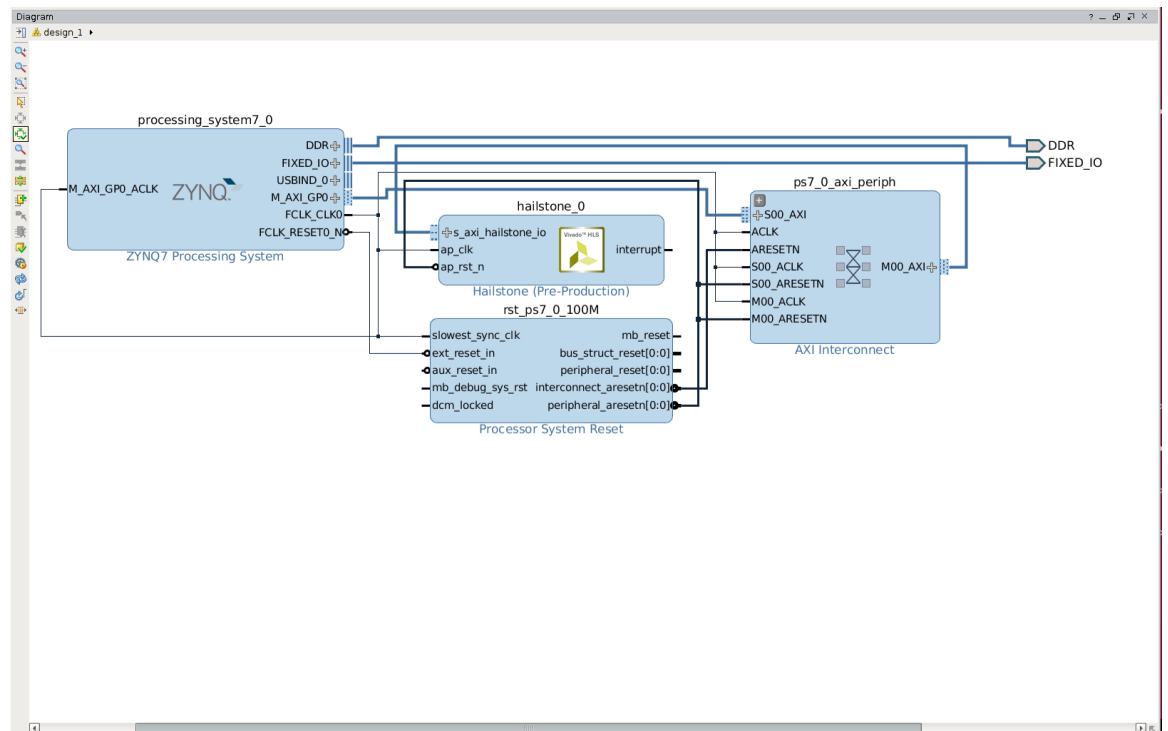 Diagram
design_1
processing_system7_0
DDR
FIXED_IO
USBIND_0
M_AXI_GP0
FCLK_CLK0
FCLK_RESET0_N
M_AXI_GP0_ACLK
ZYNQ
ZYNQ7 Processing System
hailstone_0
s_axi_hailstone_io
ap_clk
ap_rst_n
Vivado™ HLS
interrupt
Hailstone (Pre-Production)
rst_ps7_0_100M
slowest_sync_clk
ext_reset_in
aux_reset_in
mb_debug_sys_rst
dcm_locked
mb_reset
bus_struct_reset[0:0]
peripheral_reset[0:0]
interconnect_aresetn[0:0]
peripheral_aresetn[0:0]
Processor System Reset
ps7_0_axi_periph
S00_AXI
ACLK
ARESETN
S00_ACLK
S00_ARESETN
M00_ACLK
M00_ARESETN
M00_AXI
AXI Interconnect
DDR
FIXED_IO